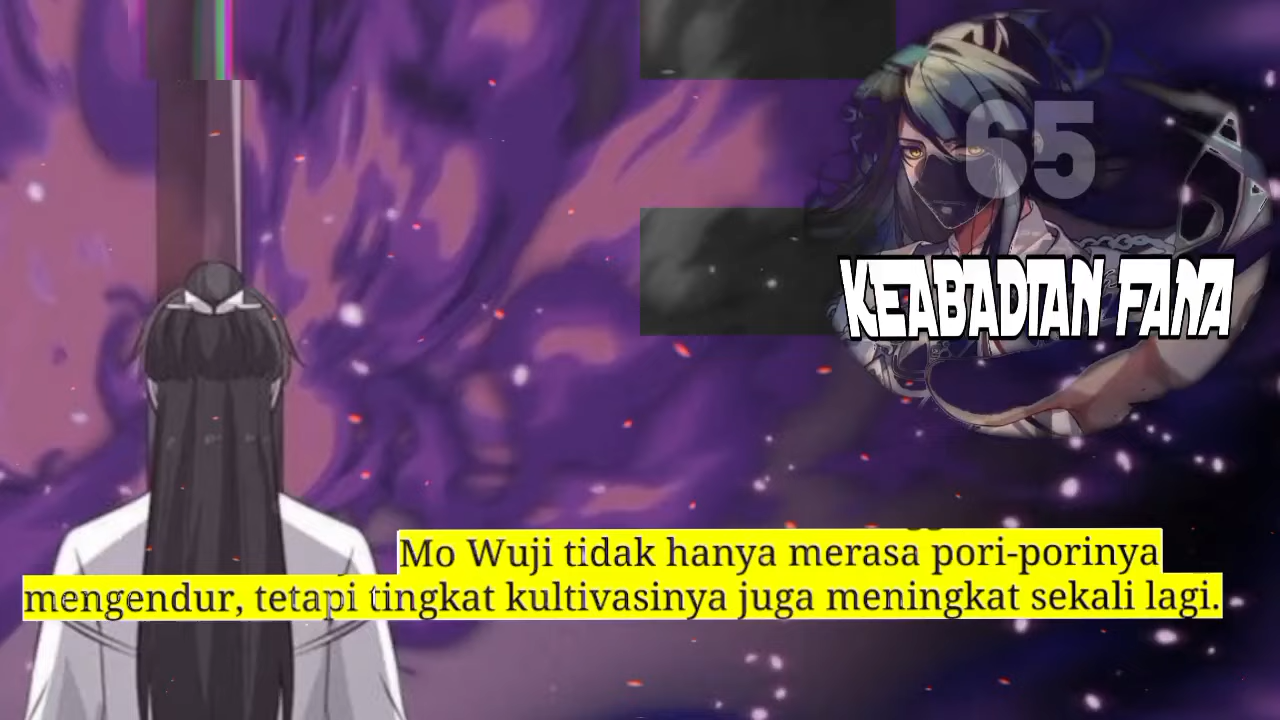 65
KEABADIAN FANA
Mo Wuji tidak hanya merasa pori-porinya
mengendur, tetapi tingkat kultivasinya juga meningkat sekali lagi.